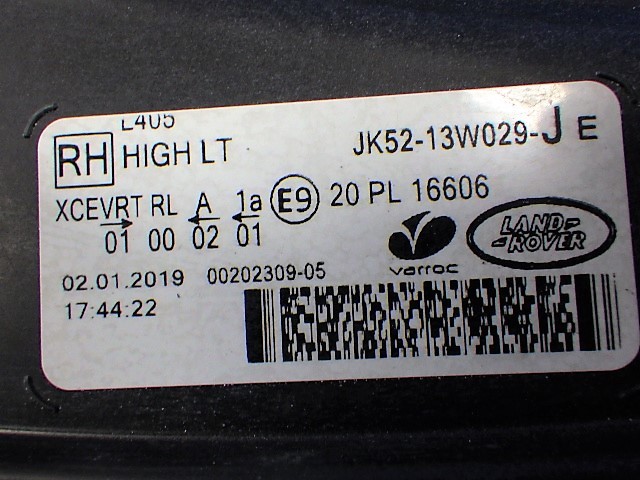 L405
RH HIGH LT JK52-13W029-J E
XCEVRT RL A 1a E9 20 PL 16606
01 00 02 01
LAND-
-ROVER
varroc
02.01.2019 00202309-05
17:44:22